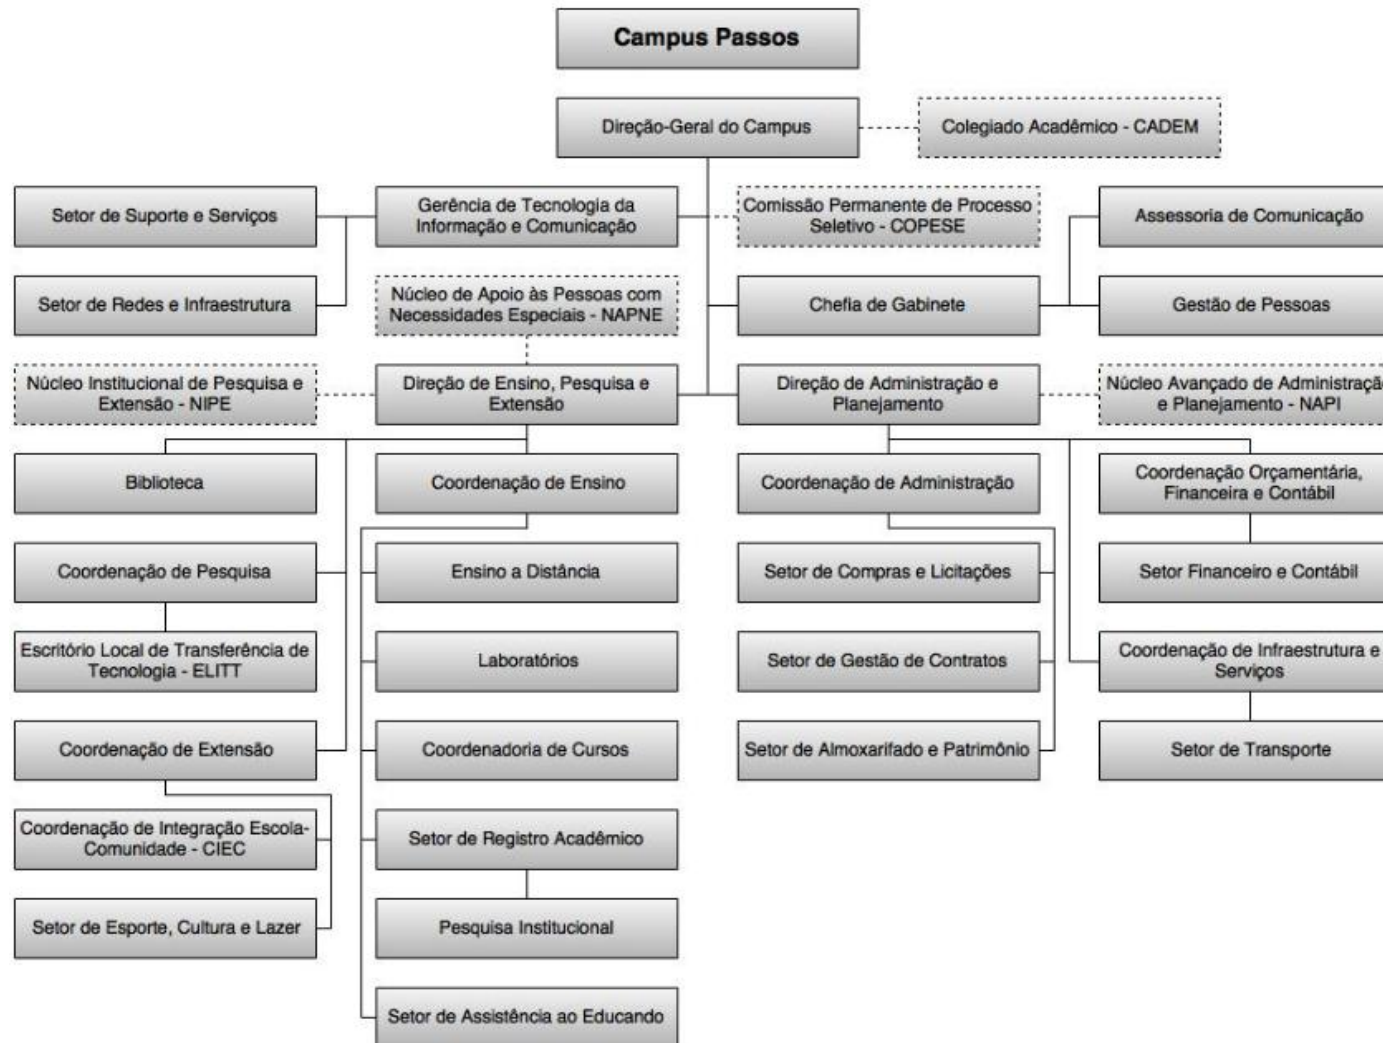 Campus Passos
Direção-Geral do Campus
Colegiado Acadêmico - CADEM
Setor de Suporte e Serviços
Gerência de Tecnologia da
Informação e Comunicação
Comissão Permanente de Processo
Seletivo - COPESE
Assessoria de Comunicação
Setor de Redes e Infraestrutura
Núcleo de Apoio às Pessoas com
Necessidades Especiais - NAPNE
Chefia de Gabinete
Gestão de Pessoas
Núcleo Institucional de Pesquisa e
Extensão - NIPE
Direção de Ensino, Pesquisa e
Extensão
Direção de Administração e
Planejamento
Núcleo Avançado de Administração
e Planejamento - NAPI
Biblioteca
Coordenação de Ensino
Coordenação de Administração
Coordenação Orçamentária,
Financeira e Contábil
Coordenação de Pesquisa
Ensino a Distância
Setor de Compras e Licitações
Setor Financeiro e Contábil
Escritório Local de Transferência de
Tecnologia - ELITT
Laboratórios
Setor de Gestão de Contratos
Coordenação de Infraestrutura e
Serviços
Coordenação de Extensão
Coordenadoria de Cursos
Setor de Almoxarifado e Patrimônio
Setor de Transporte
Coordenação de Integração Escola-
Comunidade - CIEC
Setor de Registro Acadêmico
Setor de Esporte, Cultura e Lazer
Pesquisa Institucional
Setor de Assistência ao Educando